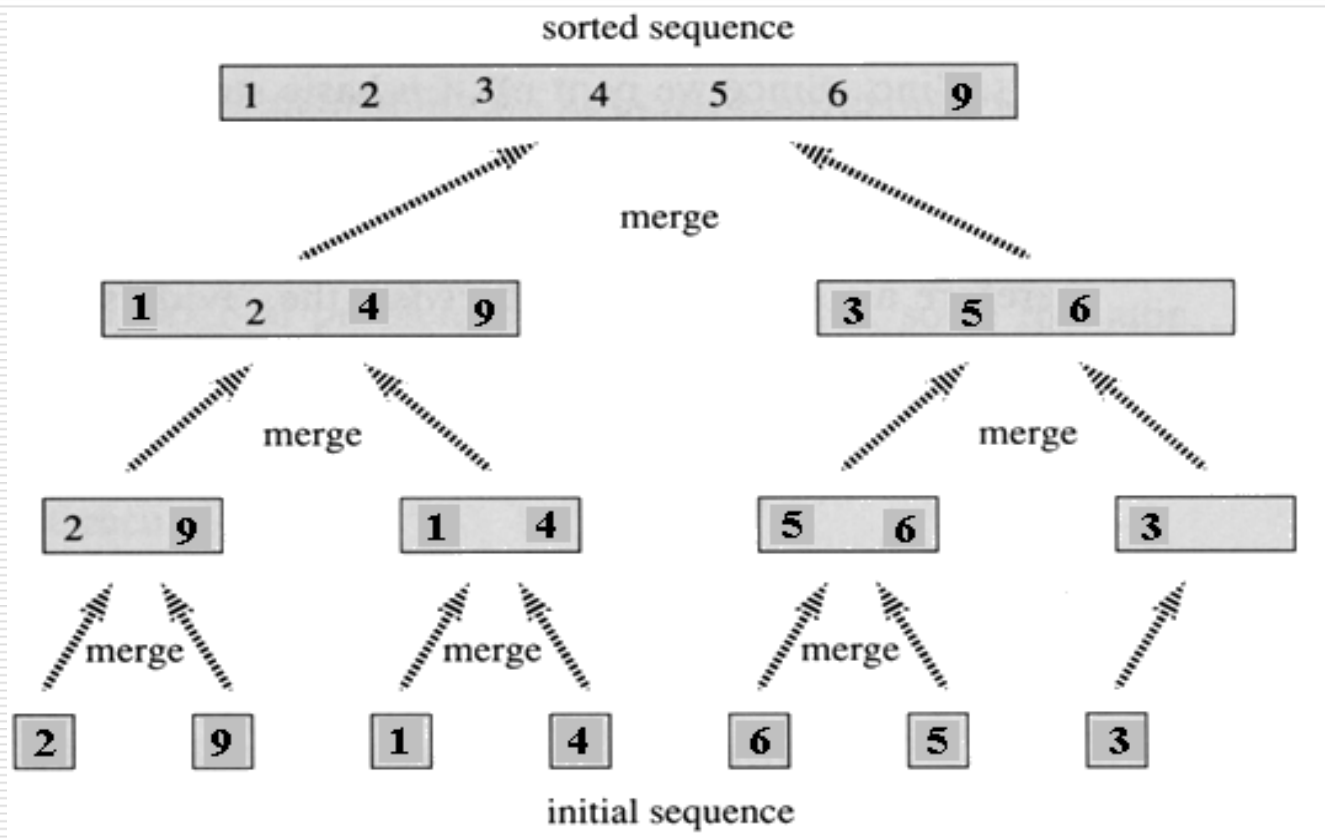 sorted sequence
1 2 3 4 5 6 9
merge
1 2 4 9 3 5 6
merge merge
2 9 1 4 5 6 3
merge merge merge
2 9 1 4 6 5 3
initial sequence